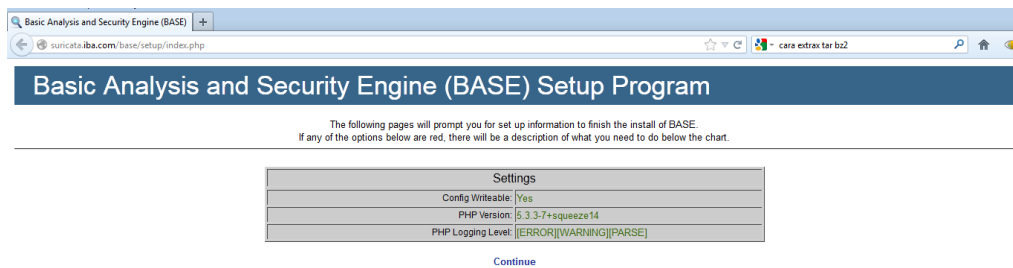 Basic Analysis and Security Engine (BASE) +
suricata.iba.com/base/setup/index.php cara extrax tar bz2
Basic Analysis and Security Engine (BASE) Setup Program
The following pages will prompt you for set up information to finish the install of BASE.
If any of the options below are red, there will be a description of what you need to do below the chart.
Settings
Config Writeable: Yes
PHP Version: 5.3.3-7+squeeze14
PHP Logging Level: [ERROR][WARNING][PARSE]
Continue